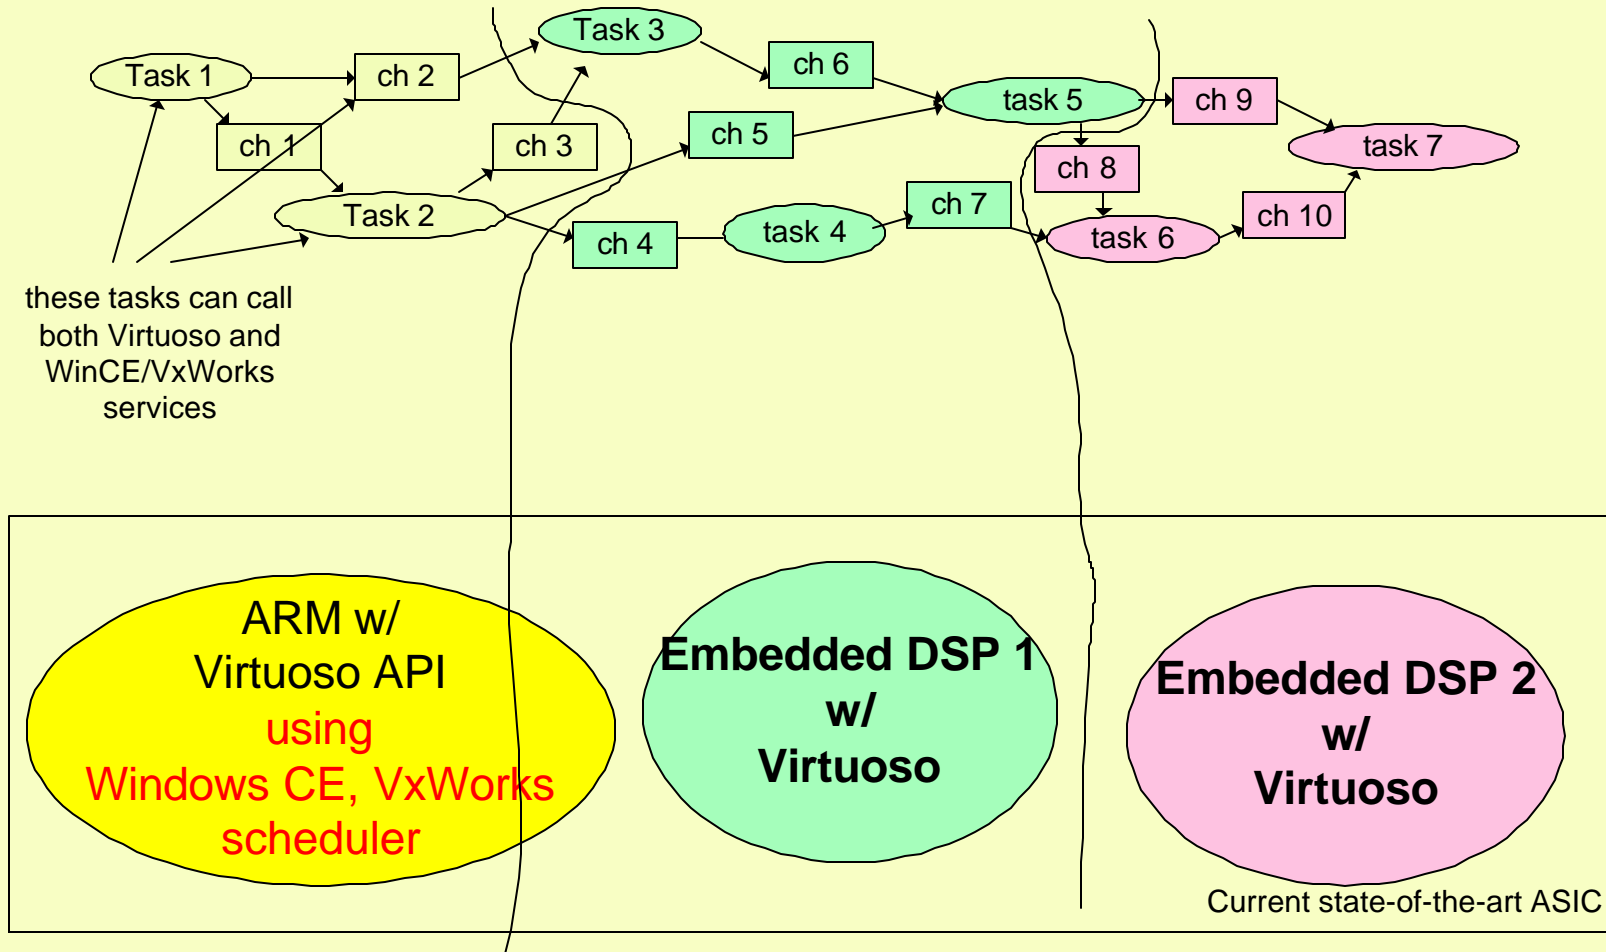 Task 1
ch 2
Task 3
ch 6
ch 1
ch 3
ch 5
task 5
ch 9
task 7
ch 8
Task 2
ch 4
task 4
ch 7
task 6
ch 10
these tasks can call
both Virtuoso and
WinCE/VxWorks
services
ARM w/
Virtuoso API
using
Windows CE, VxWorks
scheduler
Embedded DSP 1
w/
Virtuoso
Embedded DSP 2
w/
Virtuoso
Current state-of-the-art ASIC